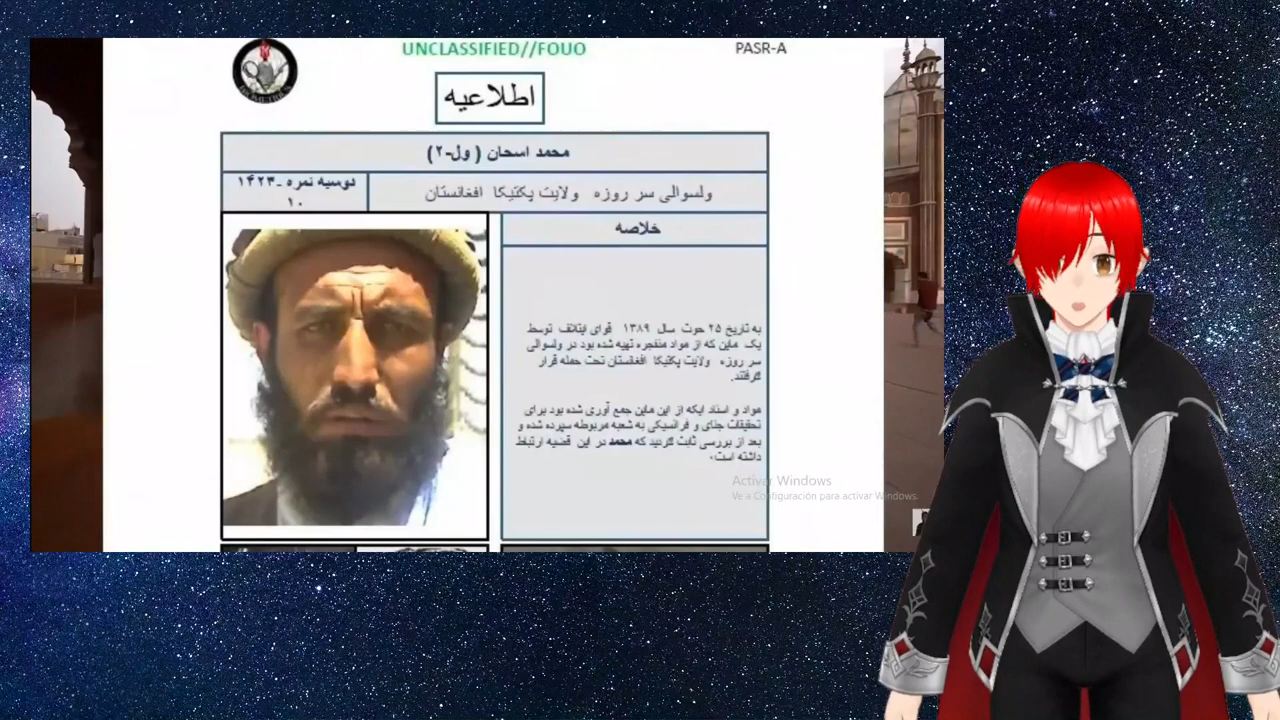 UNCLASSIFIED//FOUO
PASR-A
اطلاعیه
محمد اسحان ( ول-۲)
دوسیه نمره ۱۴۲۳-
۱۰
ولسوالی سر روزه ولایت پکتیکا افغانستان
خلاصه
به تاریخ ۲۵ حوت سال ۱۳۸۹ قوای ایتلاف توسط
یک ماین که از مواد منفجره تهیه شده بود در ولسوالی
سر روزه ولایت پکتیکا افغانستان تحت حمله قرار
گرفتند.
مواد و اسناد ایکه از این ماین جمع آوری شده بود برای
تحقیقات جنای و فرانسیکی به شعبه مربوطه سپرده شده و
بعد از بررسی ثابت گردید که محمد در این قضیه ارتبط
داشته است.
Activar Windows
Ve a Configuración para activar Windows.